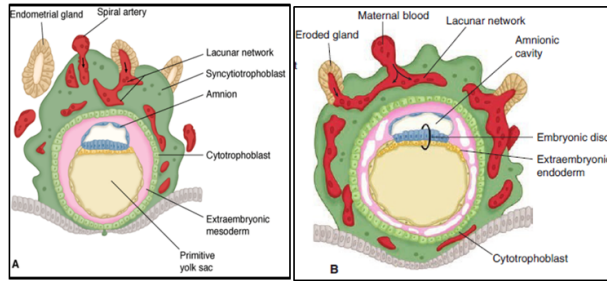 Endometrial gland
Spiral artery
Lacunar network
Syncytiotrophoblast
Amnion
Cytotrophoblast
Extraembryonic
mesoderm
Primitive
yolk sac
A
Maternal blood
Lacunar network
Eroded gland
Amnionic
cavity
Embryonic disc
Extraembryonic
endoderm
Cytotrophoblast
B